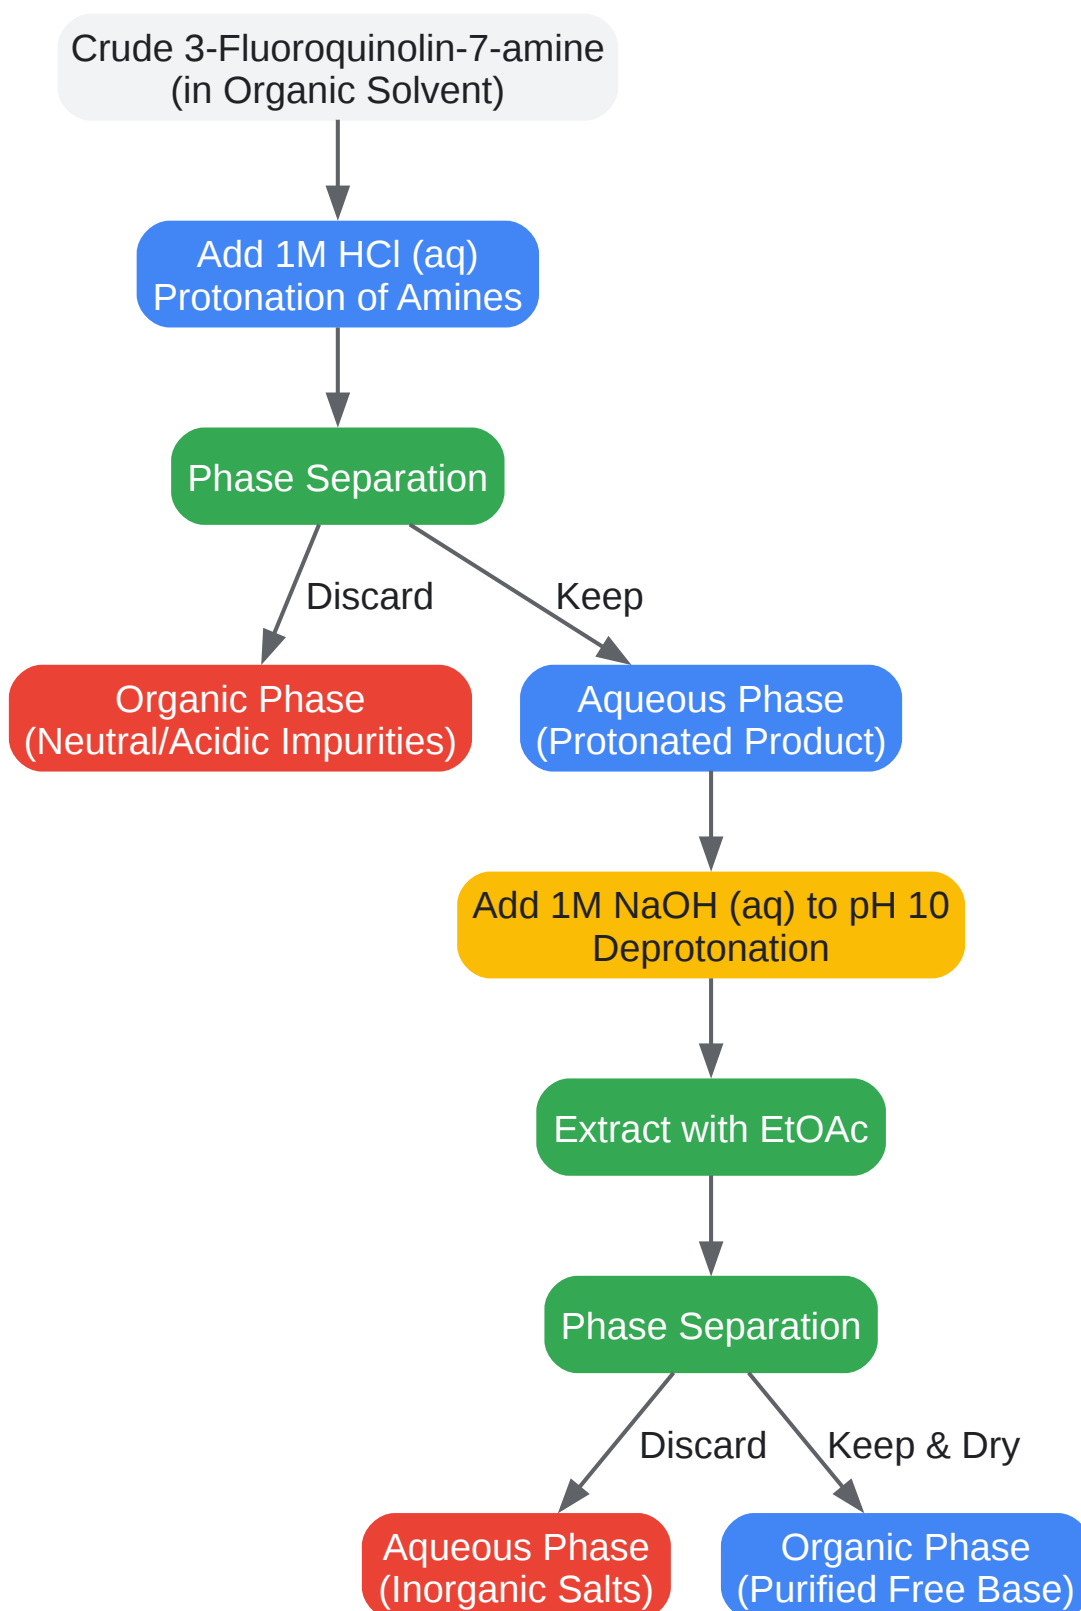 Crude 3-Fluoroquinolin-7-amine
(in Organic Solvent)
Add 1M HCl (aq)
Protonation of Amines
Phase Separation
Discard
Keep
Organic Phase
(Neutral/Acidic Impurities)
Aqueous Phase
(Protonated Product)
Add 1M NaOH (aq) to pH 10
Deprotonation
Extract with EtOAc
Phase Separation
Discard
Keep & Dry
Aqueous Phase
(Inorganic Salts)
Organic Phase
(Purified Free Base)